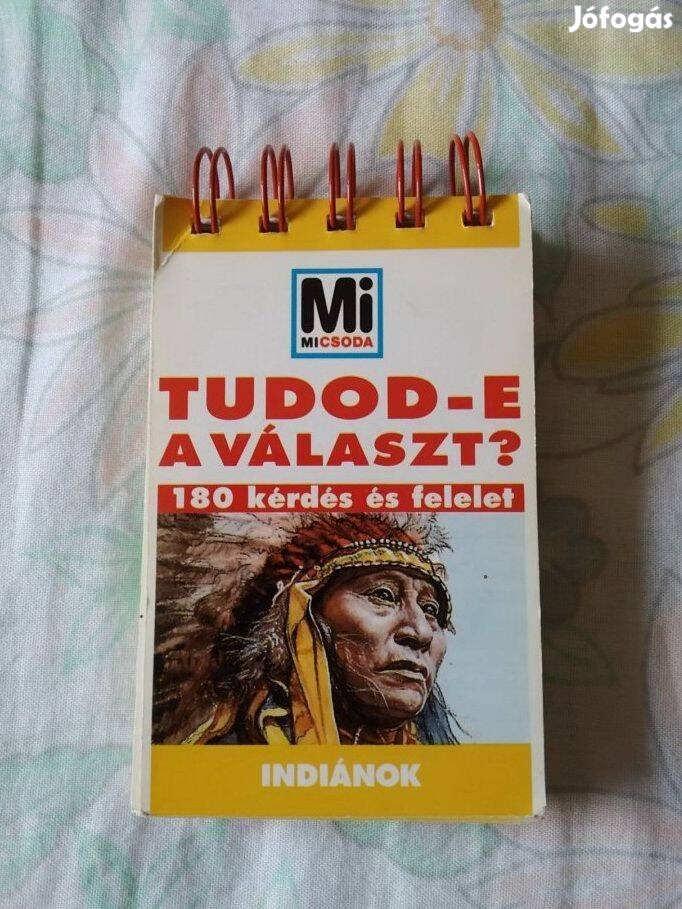 Jófogás
Mi
MICSODA
TUDOD-E
A VÁLASZT?
180 kérdés és felelet
INDIÁNOK